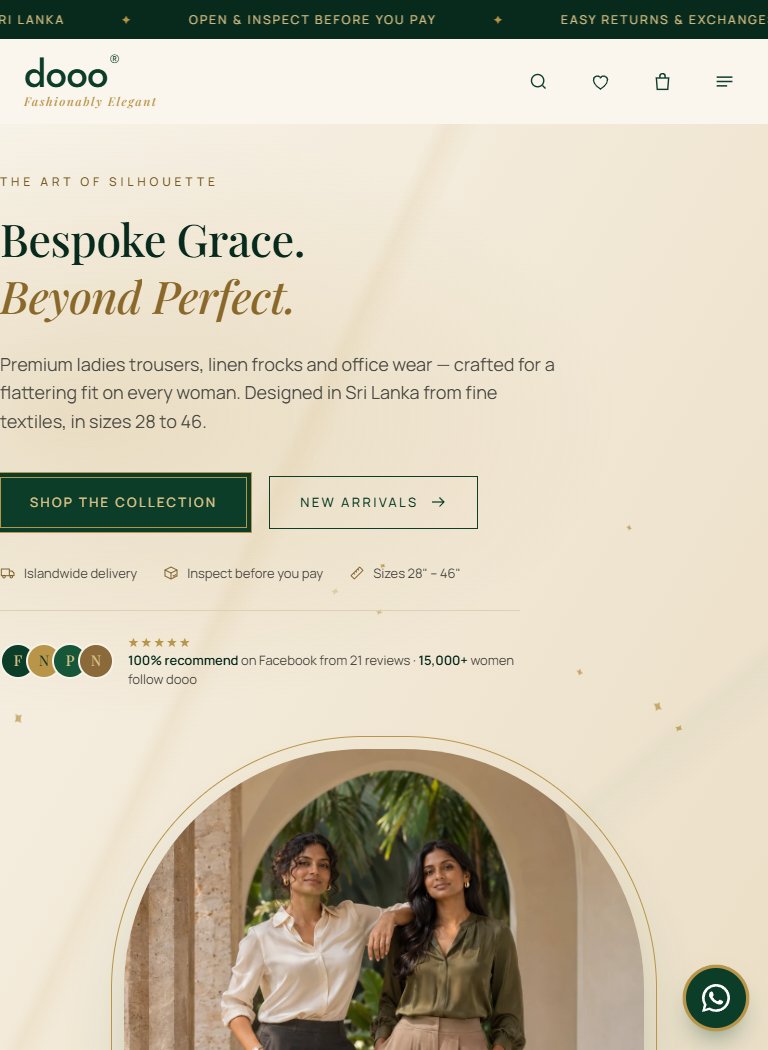 RI LANKA ✦ OPEN & INSPECT BEFORE YOU PAY ✦ EASY RETURNS & EXCHANGE
dooo®
Fashionably Elegant
THE ART OF SILHOUETTE
Bespoke Grace.
Beyond Perfect.
Premium ladies trousers, linen frocks and office wear — crafted for a
flattering fit on every woman. Designed in Sri Lanka from fine
textiles, in sizes 28 to 46.
SHOP THE COLLECTION
NEW ARRIVALS →
Islandwide delivery
Inspect before you pay
Sizes 28" – 46"
F N P N
★★★★★
100% recommend on Facebook from 21 reviews · 15,000+ women
follow dooo